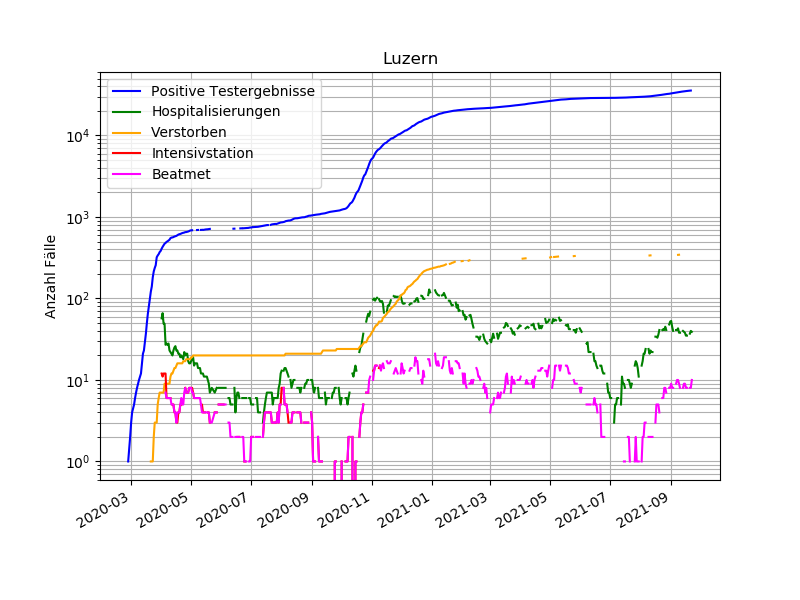 Luzern
Anzahl Fälle
Positive Testergebnisse
Hospitalisierungen
Verstorben
Intensivstation
Beatmet
10^4
10^3
10^2
10^1
10^0
2020-03
2020-05
2020-07
2020-09
2020-11
2021-01
2021-03
2021-05
2021-07
2021-09